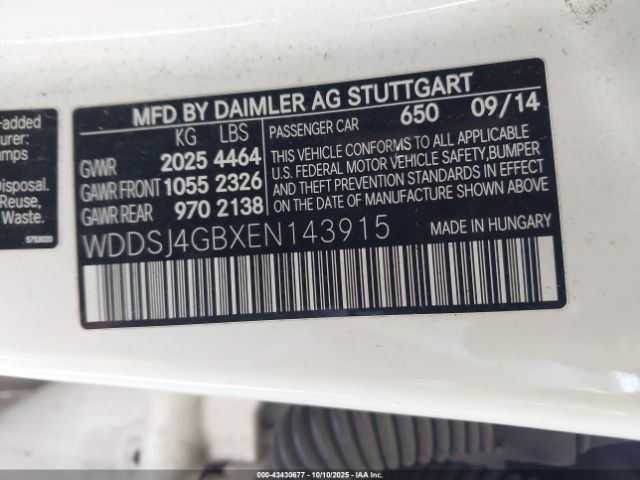 -added
urer:
mps
Disposal.
Reuse,
Waste.
5753020
MFD BY DAIMLER AG STUTTGART
KG LBS
GVWR 2025 4464
GAWR FRONT 1055 2326
GAWR REAR 970 2138
PASSENGER CAR 650 09/14
THIS VEHICLE CONFORMS TO ALL APPLICABLE
U.S. FEDERAL MOTOR VEHICLE SAFETY, BUMPER
AND THEFT PREVENTION STANDARDS IN EFFECT
ON THE DATE OF MANUFACTURE SHOWN ABOVE.
WDDSJ4GBXEN143915 MADE IN HUNGARY
000-43430677 - 10/10/2025 - IAA Inc.